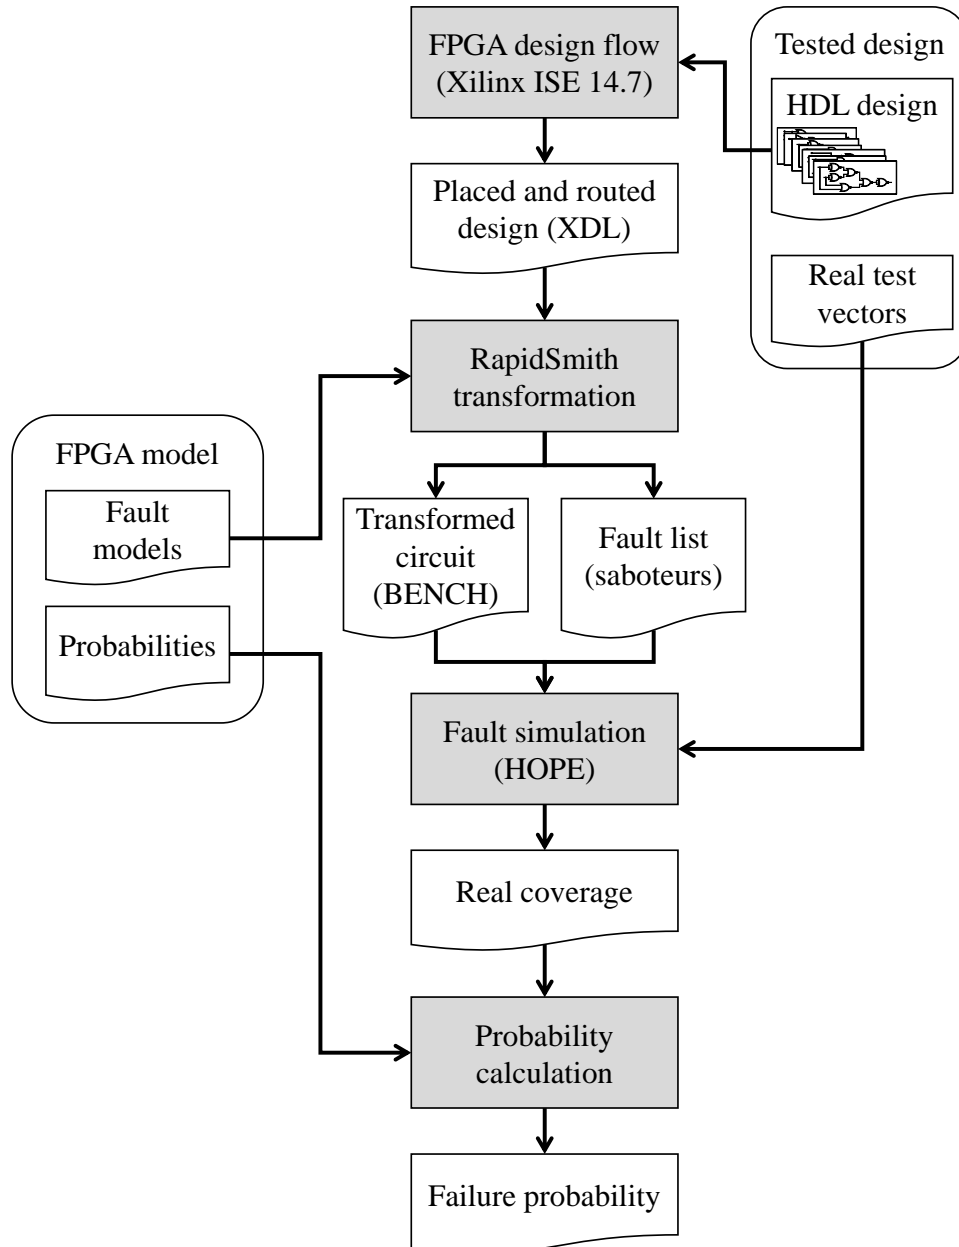 FPGA design flow
(Xilinx ISE 14.7)
Tested design
HDL design
Placed and routed
design (XDL)
Real test
vectors
RapidSmith
transformation
FPGA model
Fault
models
Transformed
circuit
(BENCH)
Fault list
(saboteurs)
Probabilities
Fault simulation
(HOPE)
Real coverage
Probability
calculation
Failure probability